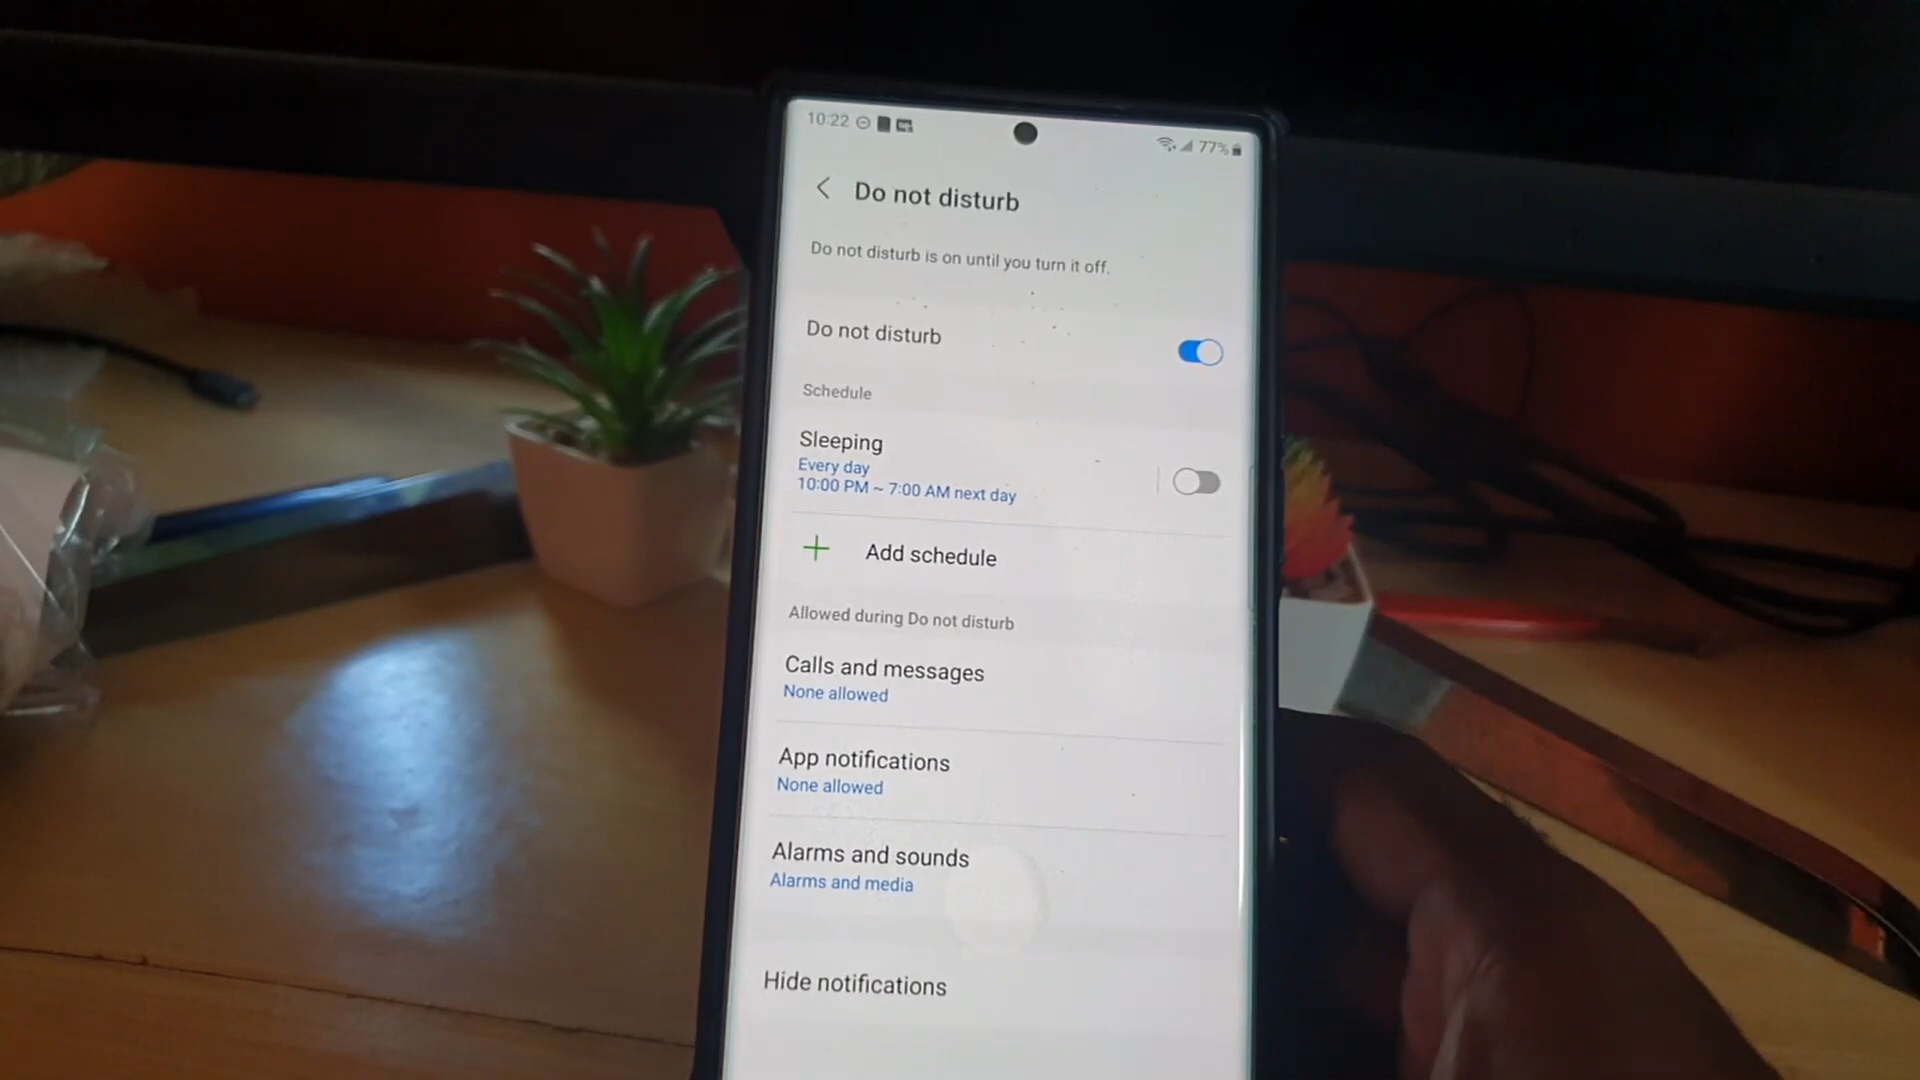 10:22
77%
Do not disturb
Do not disturb is on until you turn it off.
Do not disturb
Schedule
Sleeping
Every day
10:00 PM ~ 7:00 AM next day
Add schedule
Allowed during Do not disturb
Calls and messages
None allowed
App notifications
None allowed
Alarms and sounds
Alarms and media
Hide notifications